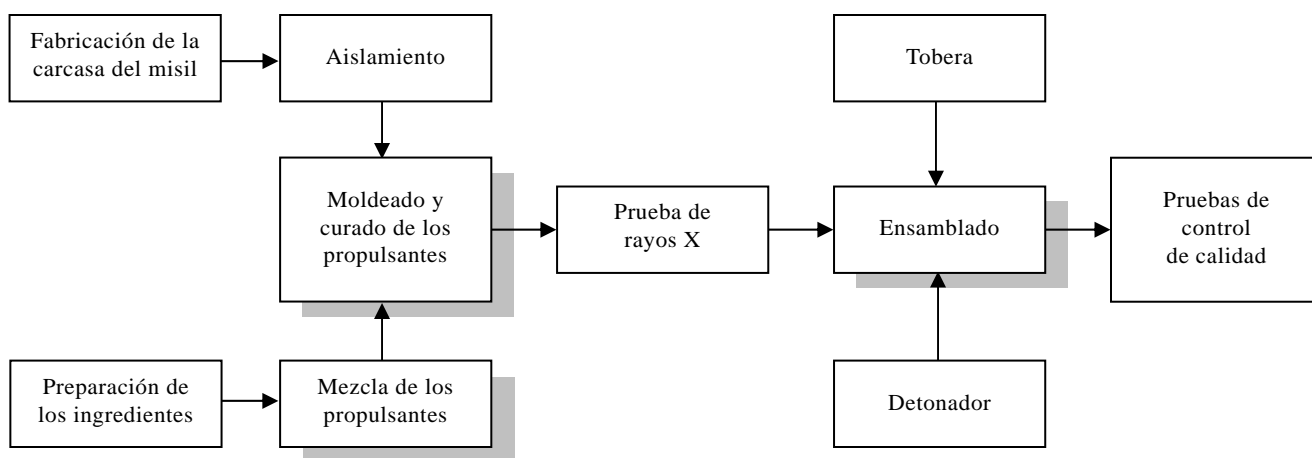 Fabricación de la
carcasa del misil
Aislamiento
Tobera
Moldeado y
curado de los
propulsantes
Prueba de
rayos X
Ensamblado
Pruebas de
control
de calidad
Preparación de
los ingredientes
Mezcla de los
propulsantes
Detonador